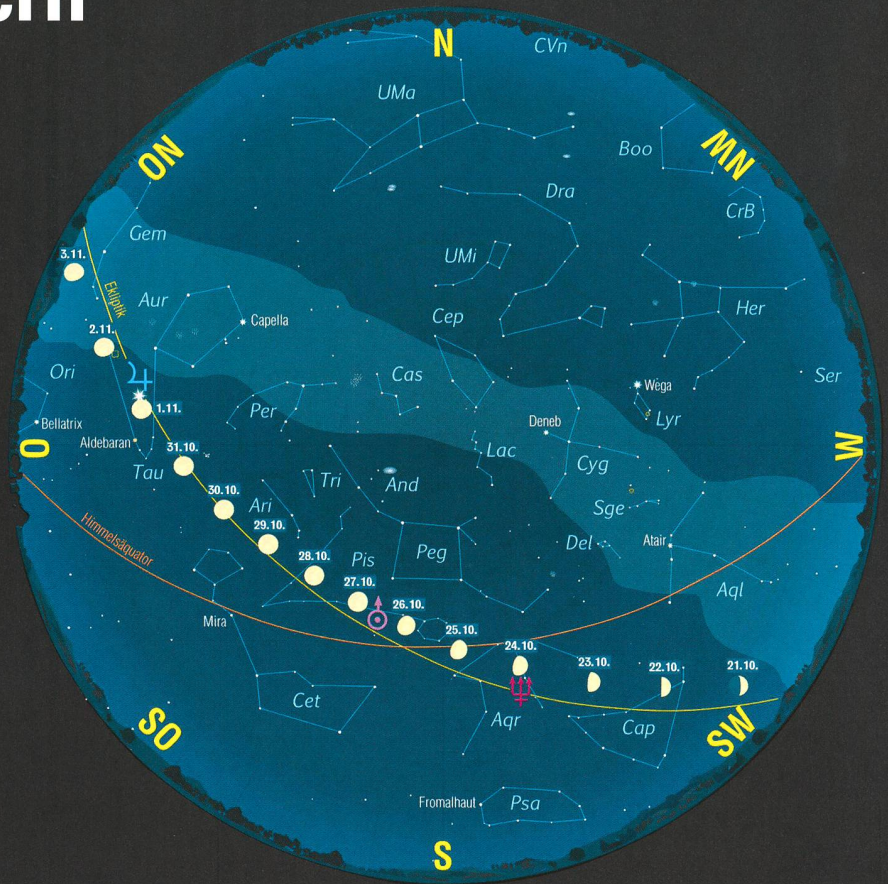 N
CVn
UMa
NO
NW
Boo
Dra
CrB
Gem
UMi
3.11.
Ekliptik
Aur
Capella
Cep
Her
2.11.
Ori
Cas
Ser
Wega
1.11.
Per
Lyr
Bellatrix
Deneb
Aldebaran
O
W
31.10.
Lac
Tau
Cyg
Tri
And
30.10.
Ari
Sge
29.10.
Himmelsäquator
Atair
Del
28.10.
Pis
Peg
27.10.
Aql
26.10.
Mira
25.10.
24.10.
23.10.
22.10.
21.10.
Cet
Aqr
Cap
SO
SW
Fromalhaut
Psa
S